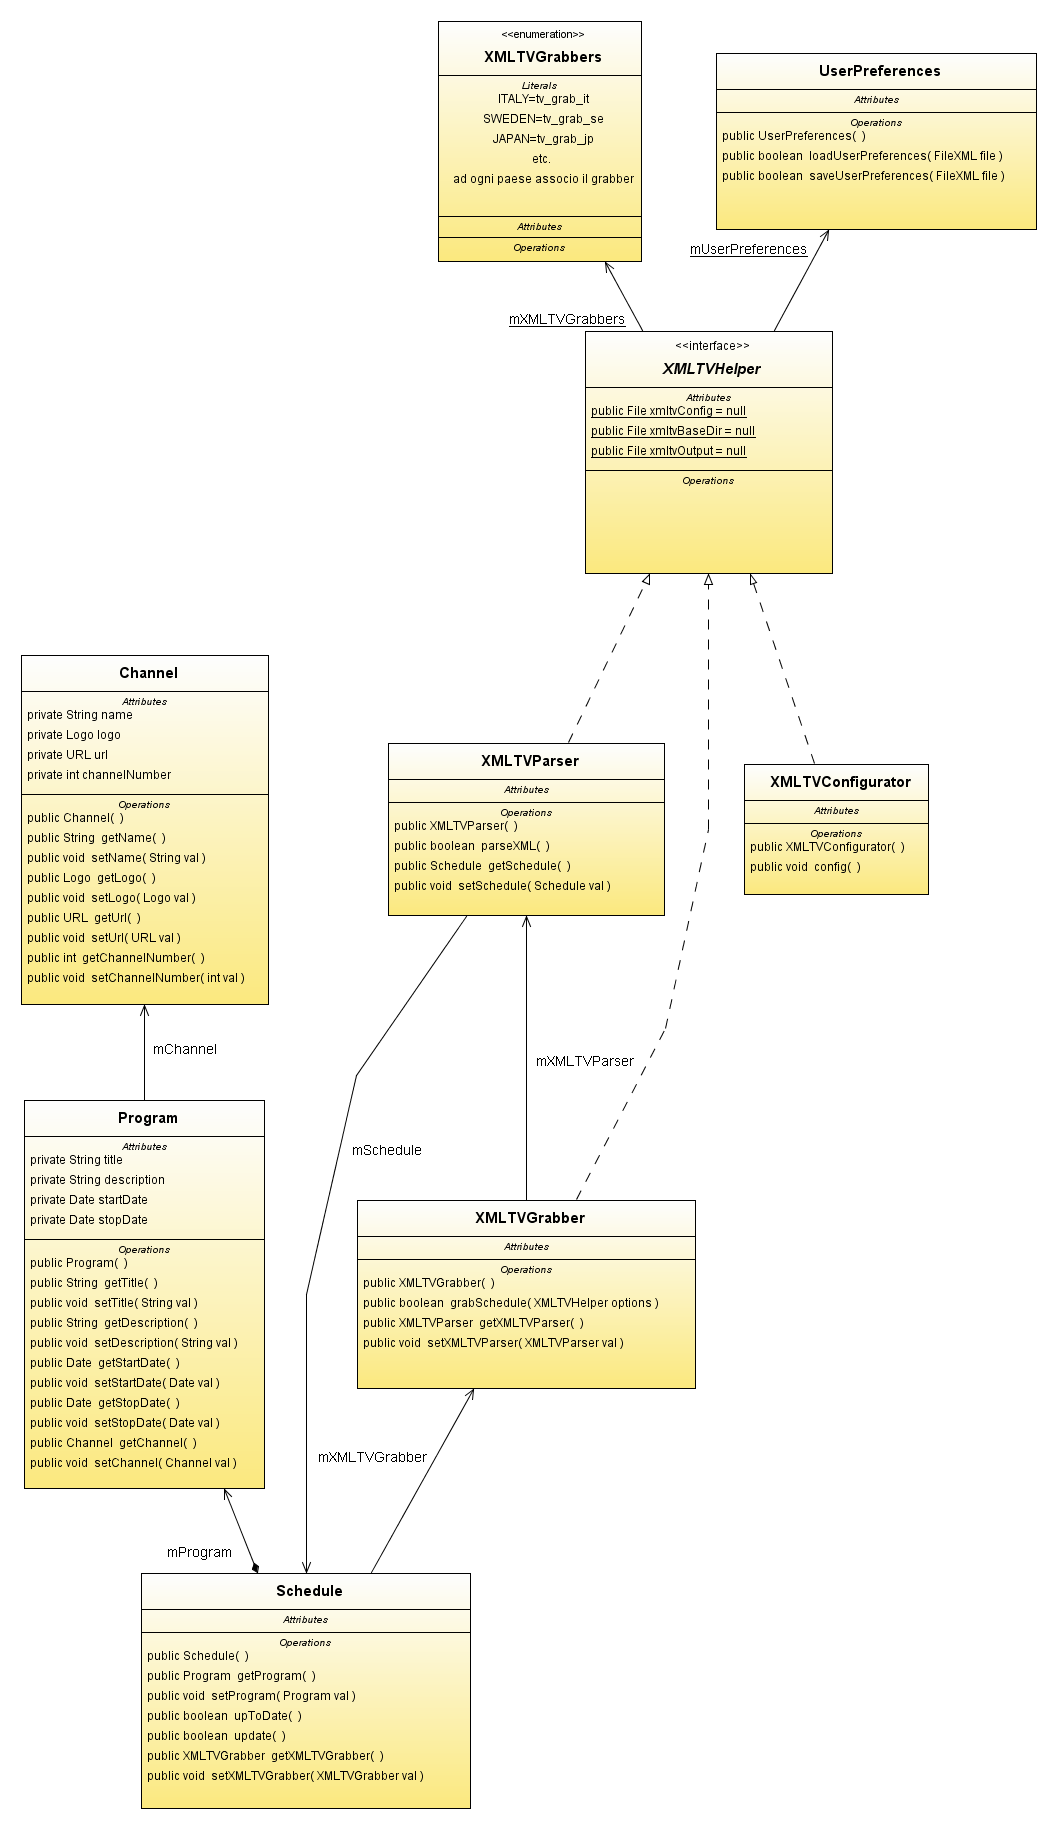 <<enumeration>>
XMLTVGrabbers
Literals
ITALY=tv_grab_it
SWEDEN=tv_grab_se
JAPAN=tv_grab_jp
etc.
ad ogni paese associo il grabber
Attributes
Operations
UserPreferences
Attributes
Operations
public UserPreferences( )
public boolean loadUserPreferences( FileXML file )
public boolean saveUserPreferences( FileXML file )
mUserPreferences
mXMLTVGrabbers
<<interface>>
XMLTVHelper
Attributes
public File xmltvConfig = null
public File xmltvBaseDir = null
public File xmltvOutput = null
Operations
Channel
Attributes
private String name
private Logo logo
private URL url
private int channelNumber
Operations
public Channel( )
public String getName( )
public void setName( String val )
public Logo getLogo( )
public void setLogo( Logo val )
public URL getUrl( )
public void setUrl( URL val )
public int getChannelNumber( )
public void setChannelNumber( int val )
XMLTVParser
Attributes
Operations
public XMLTVParser( )
public boolean parseXML( )
public Schedule getSchedule( )
public void setSchedule( Schedule val )
XMLTVConfigurator
Attributes
Operations
public XMLTVConfigurator( )
public void config( )
mChannel
mXMLTVParser
mSchedule
Program
Attributes
private String title
private String description
private Date startDate
private Date stopDate
Operations
public Program( )
public String getTitle( )
public void setTitle( String val )
public String getDescription( )
public void setDescription( String val )
public Date getStartDate( )
public void setStartDate( Date val )
public Date getStopDate( )
public void setStopDate( Date val )
public Channel getChannel( )
public void setChannel( Channel val )
XMLTVGrabber
Attributes
Operations
public XMLTVGrabber( )
public boolean grabSchedule( XMLTVHelper options )
public XMLTVParser getXMLTVParser( )
public void setXMLTVParser( XMLTVParser val )
mXMLTVGrabber
mProgram
Schedule
Attributes
Operations
public Schedule( )
public Program getProgram( )
public void setProgram( Program val )
public boolean upToDate( )
public boolean update( )
public XMLTVGrabber getXMLTVGrabber( )
public void setXMLTVGrabber( XMLTVGrabber val )